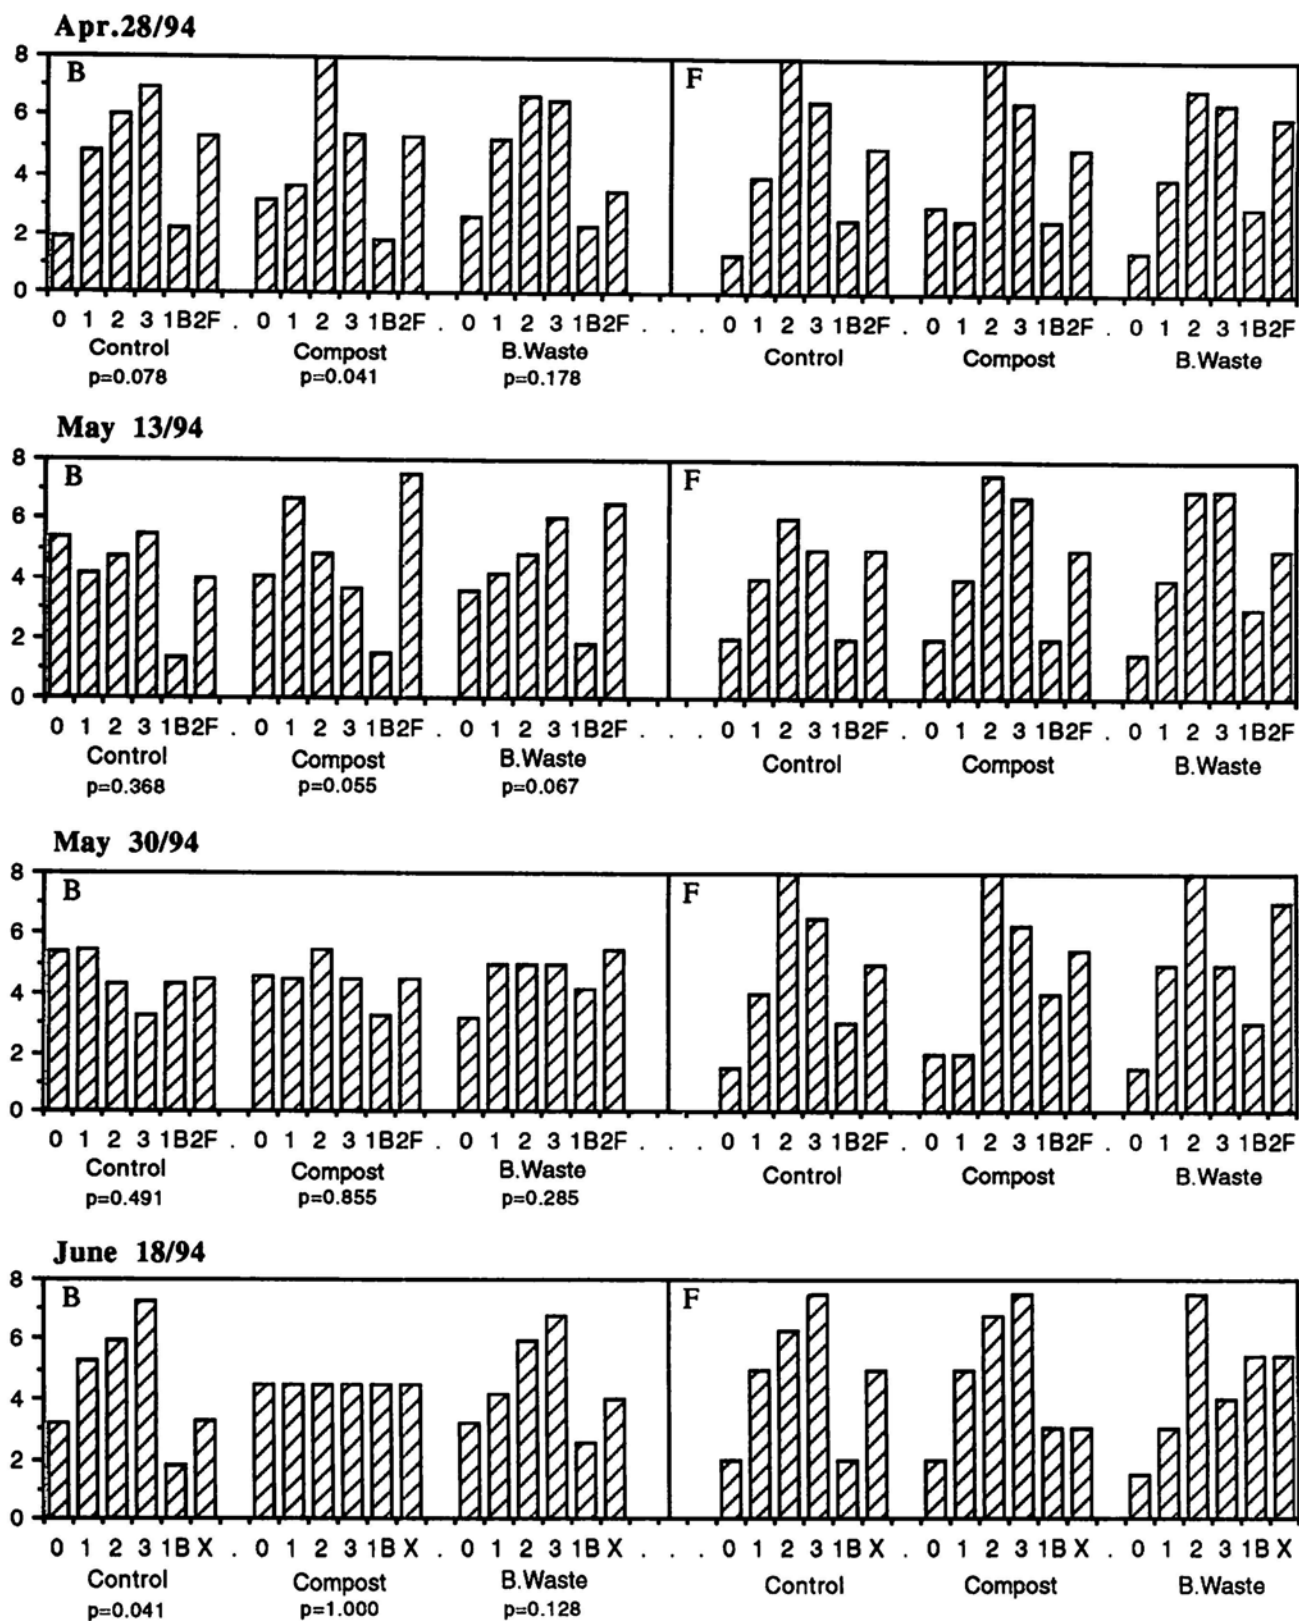 Apr.28/94
8 B F
6
4
2
0
0 1 2 3 1B2F . 0 1 2 3 1B2F . 0 1 2 3 1B2F . . . 0 1 2 3 1B2F . 0 1 2 3 1B2F . 0 1 2 3 1B2F
Control Compost B.Waste Control Compost B.Waste
p=0.078 p=0.041 p=0.178
May 13/94
8 B F
6
4
2
0
0 1 2 3 1B2F . 0 1 2 3 1B2F . 0 1 2 3 1B2F . . . 0 1 2 3 1B2F . 0 1 2 3 1B2F . 0 1 2 3 1B2F
Control Compost B.Waste Control Compost B.Waste
p=0.368 p=0.055 p=0.067
May 30/94
8 B F
6
4
2
0
0 1 2 3 1B2F . 0 1 2 3 1B2F . 0 1 2 3 1B2F . . . 0 1 2 3 1B2F . 0 1 2 3 1B2F . 0 1 2 3 1B2F
Control Compost B.Waste Control Compost B.Waste
p=0.491 p=0.855 p=0.285
June 18/94
8 B F
6
4
2
0
0 1 2 3 1B X . 0 1 2 3 1B X . 0 1 2 3 1B X . . . 0 1 2 3 1B X . 0 1 2 3 1B X . 0 1 2 3 1B X
Control Compost B.Waste Control Compost B.Waste
p=0.041 p=1.000 p=0.128